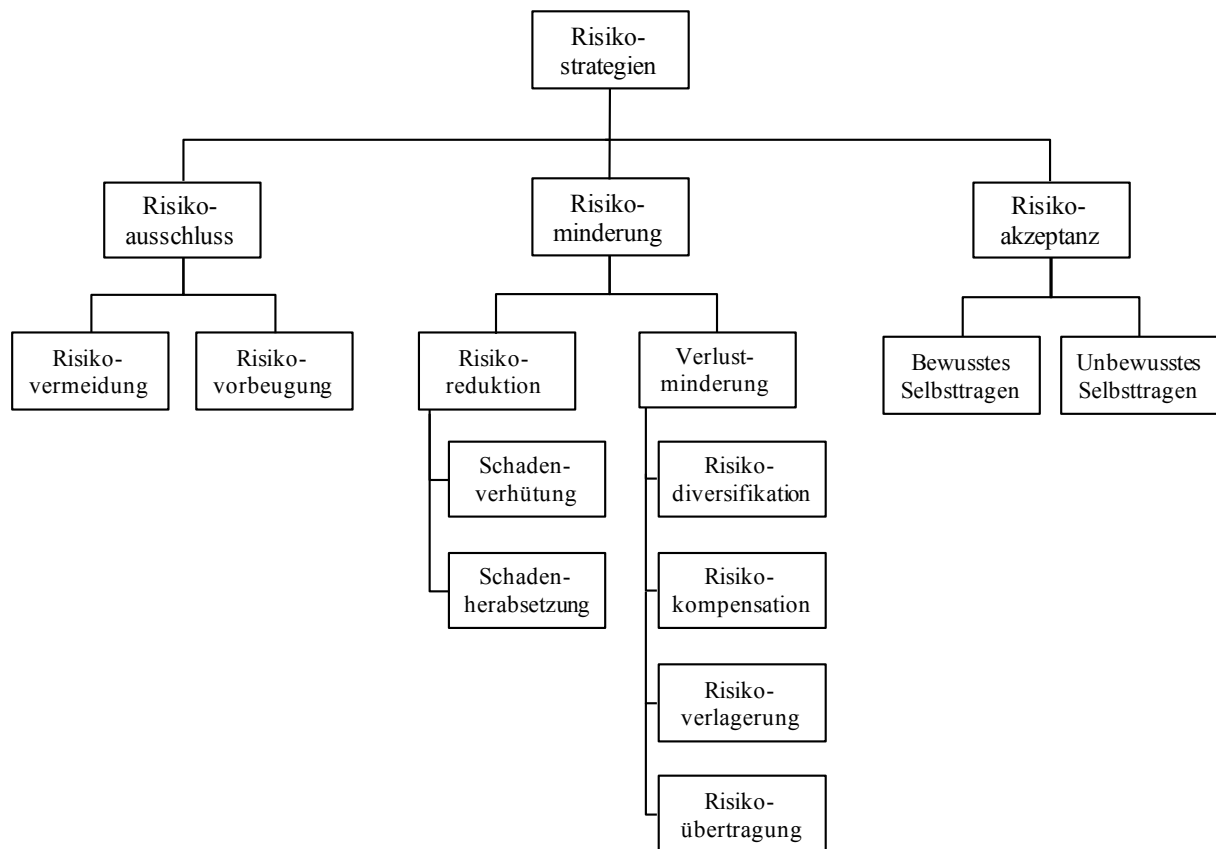 Risiko-
strategien
Risiko-
ausschluss
Risiko-
minderung
Risiko-
akzeptanz
Risiko-
vermeidung
Risiko-
vorbeugung
Risiko-
reduktion
Verlust-
minderung
Bewusstes
Selbsttragen
Unbewusstes
Selbsttragen
Schaden-
verhütung
Schaden-
herabsetzung
Risiko-
diversifikation
Risiko-
kompensation
Risiko-
verlagerung
Risiko-
übertragung